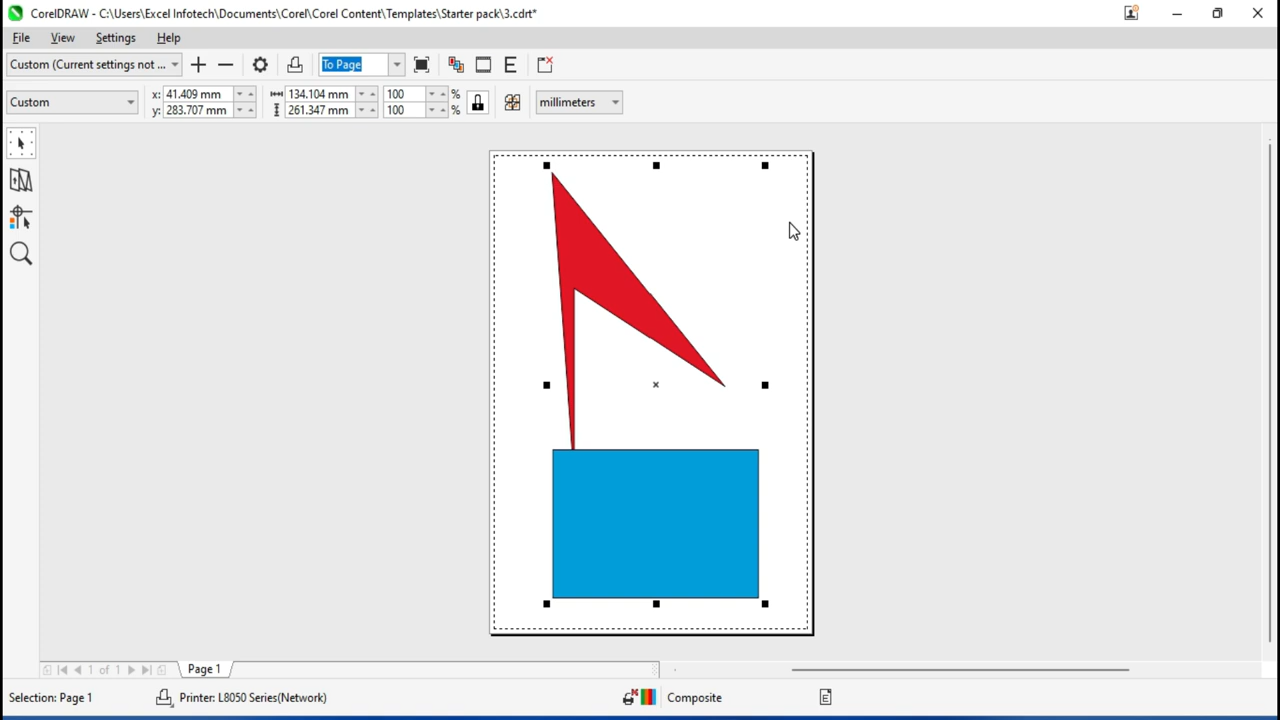 CorelDRAW - C:\Users\Excel Infotech\Documents\Corel\Corel Content\Templates\Starter pack\3.cdrt*
File View Settings Help
Custom (Current settings not ... To Page E
Custom x: 41.409 mm 134.104 mm 100 % millimeters
y: 283.707 mm 261.347 mm 100 %
1 of 1 Page 1
Selection: Page 1 Printer: L8050 Series(Network) Composite E